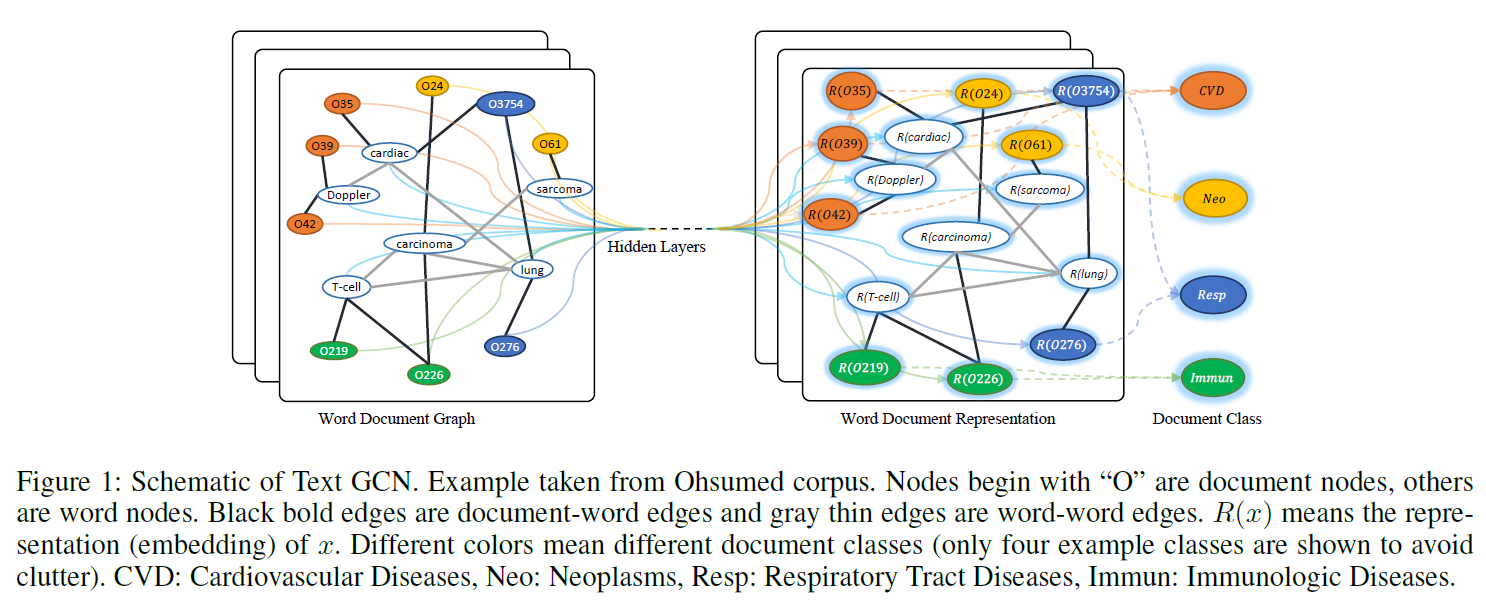 O24
O35
O3754
O39
O61
cardiac
Doppler
sarcoma
O42
carcinoma
lung
T-cell
O219
O276
O226
Word Document Graph
Hidden Layers
R(O35)
R(O24)
R(O3754)
R(O39)
R(cardiac)
R(O61)
R(Doppler)
R(sarcoma)
R(O42)
R(carcinoma)
R(lung)
R(T-cell)
R(O276)
R(O219)
R(O226)
Word Document Representation
CVD
Neo
Resp
Immun
Document Class
Figure 1: Schematic of Text GCN. Example taken from Ohsumed corpus. Nodes begin with “O” are document nodes, others
are word nodes. Black bold edges are document-word edges and gray thin edges are word-word edges. R(x) means the repre-
sentation (embedding) of x. Different colors mean different document classes (only four example classes are shown to avoid
clutter). CVD: Cardiovascular Diseases, Neo: Neoplasms, Resp: Respiratory Tract Diseases, Immun: Immunologic Diseases.